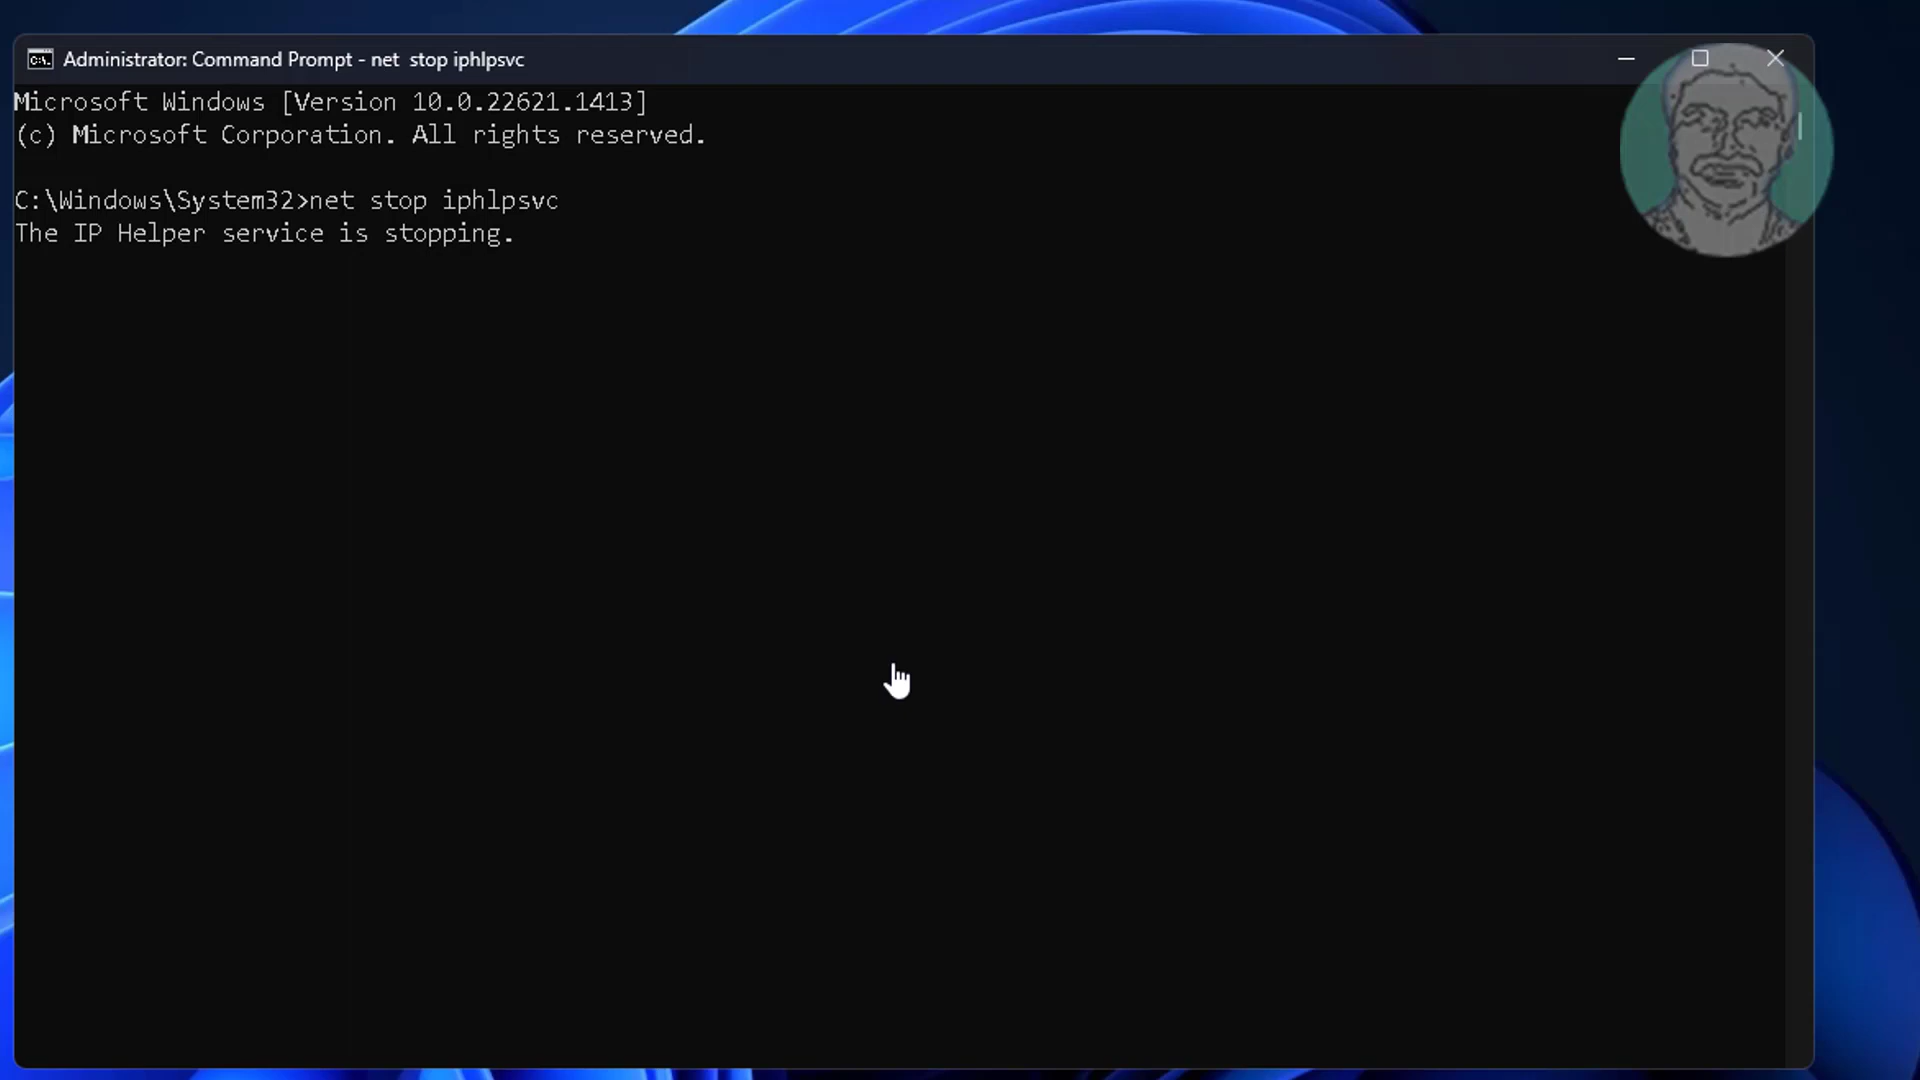 Administrator: Command Prompt - net  stop iphlpsvc
Microsoft Windows [Version 10.0.22621.1413]
(c) Microsoft Corporation. All rights reserved.
C:\Windows\System32>net stop iphlpsvc
The IP Helper service is stopping.